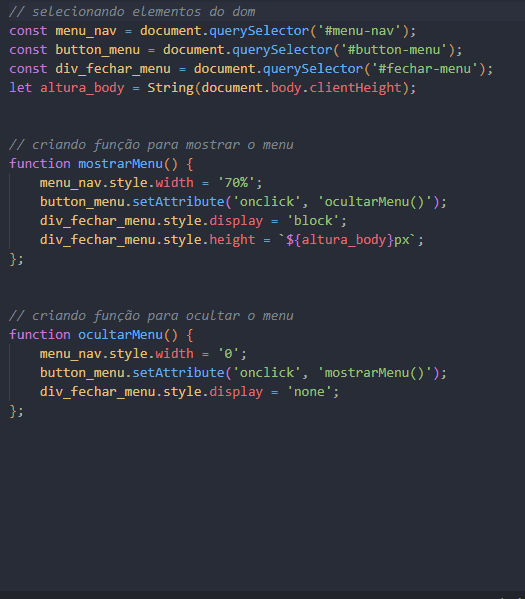 // selecionando elementos do dom
const menu_nav = document.querySelector('#menu-nav');
const button_menu = document.querySelector('#button-menu');
const div_fechar_menu = document.querySelector('#fechar-menu');
let altura_body = String(document.body.clientHeight);
// criando função para mostrar o menu
function mostrarMenu() {
    menu_nav.style.width = '70%';
    button_menu.setAttribute('onclick', 'ocultarMenu()');
    div_fechar_menu.style.display = 'block';
    div_fechar_menu.style.height = `${altura_body}px`;
};
// criando função para ocultar o menu
function ocultarMenu() {
    menu_nav.style.width = '0';
    button_menu.setAttribute('onclick', 'mostrarMenu()');
    div_fechar_menu.style.display = 'none';
};